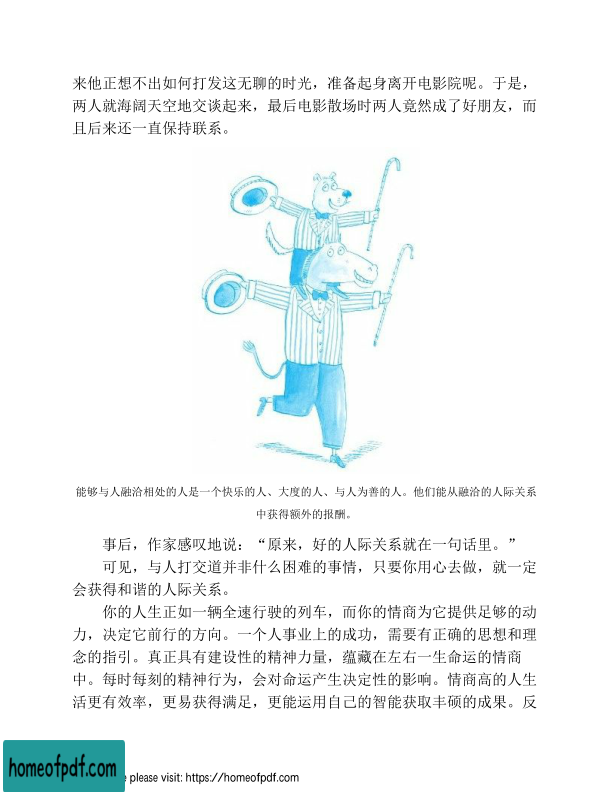 来他正想不出如何打发这无聊的时光，准备起身离开电影院呢。于是，
两人就海阔天空地交谈起来，最后电影散场时两人竟然成了好朋友，而
且后来还一直保持联系。
能够与人融洽相处的人是一个快乐的人、大度的人、与人为善的人。他们能从融洽的人际关系
中获得额外的报酬。
事后，作家感叹地说：“原来，好的人际关系就在一句话里。”
可见，与人打交道并非什么困难的事情，只要你用心去做，就一定
会获得和谐的人际关系。
你的人生正如一辆全速行驶的列车，而你的情商为它提供足够的动
力，决定它前行的方向。一个人事业上的成功，需要有正确的思想和理
念的指引。真正具有建设性的精神力量，蕴藏在左右一生命运的情商
中。每时每刻的精神行为，会对命运产生决定性的影响。情商高的人生
活更有效率，更易获得满足，更能运用自己的智能获取丰硕的成果。反
homeofpdf.com
e please visit: https://homeofpdf.com